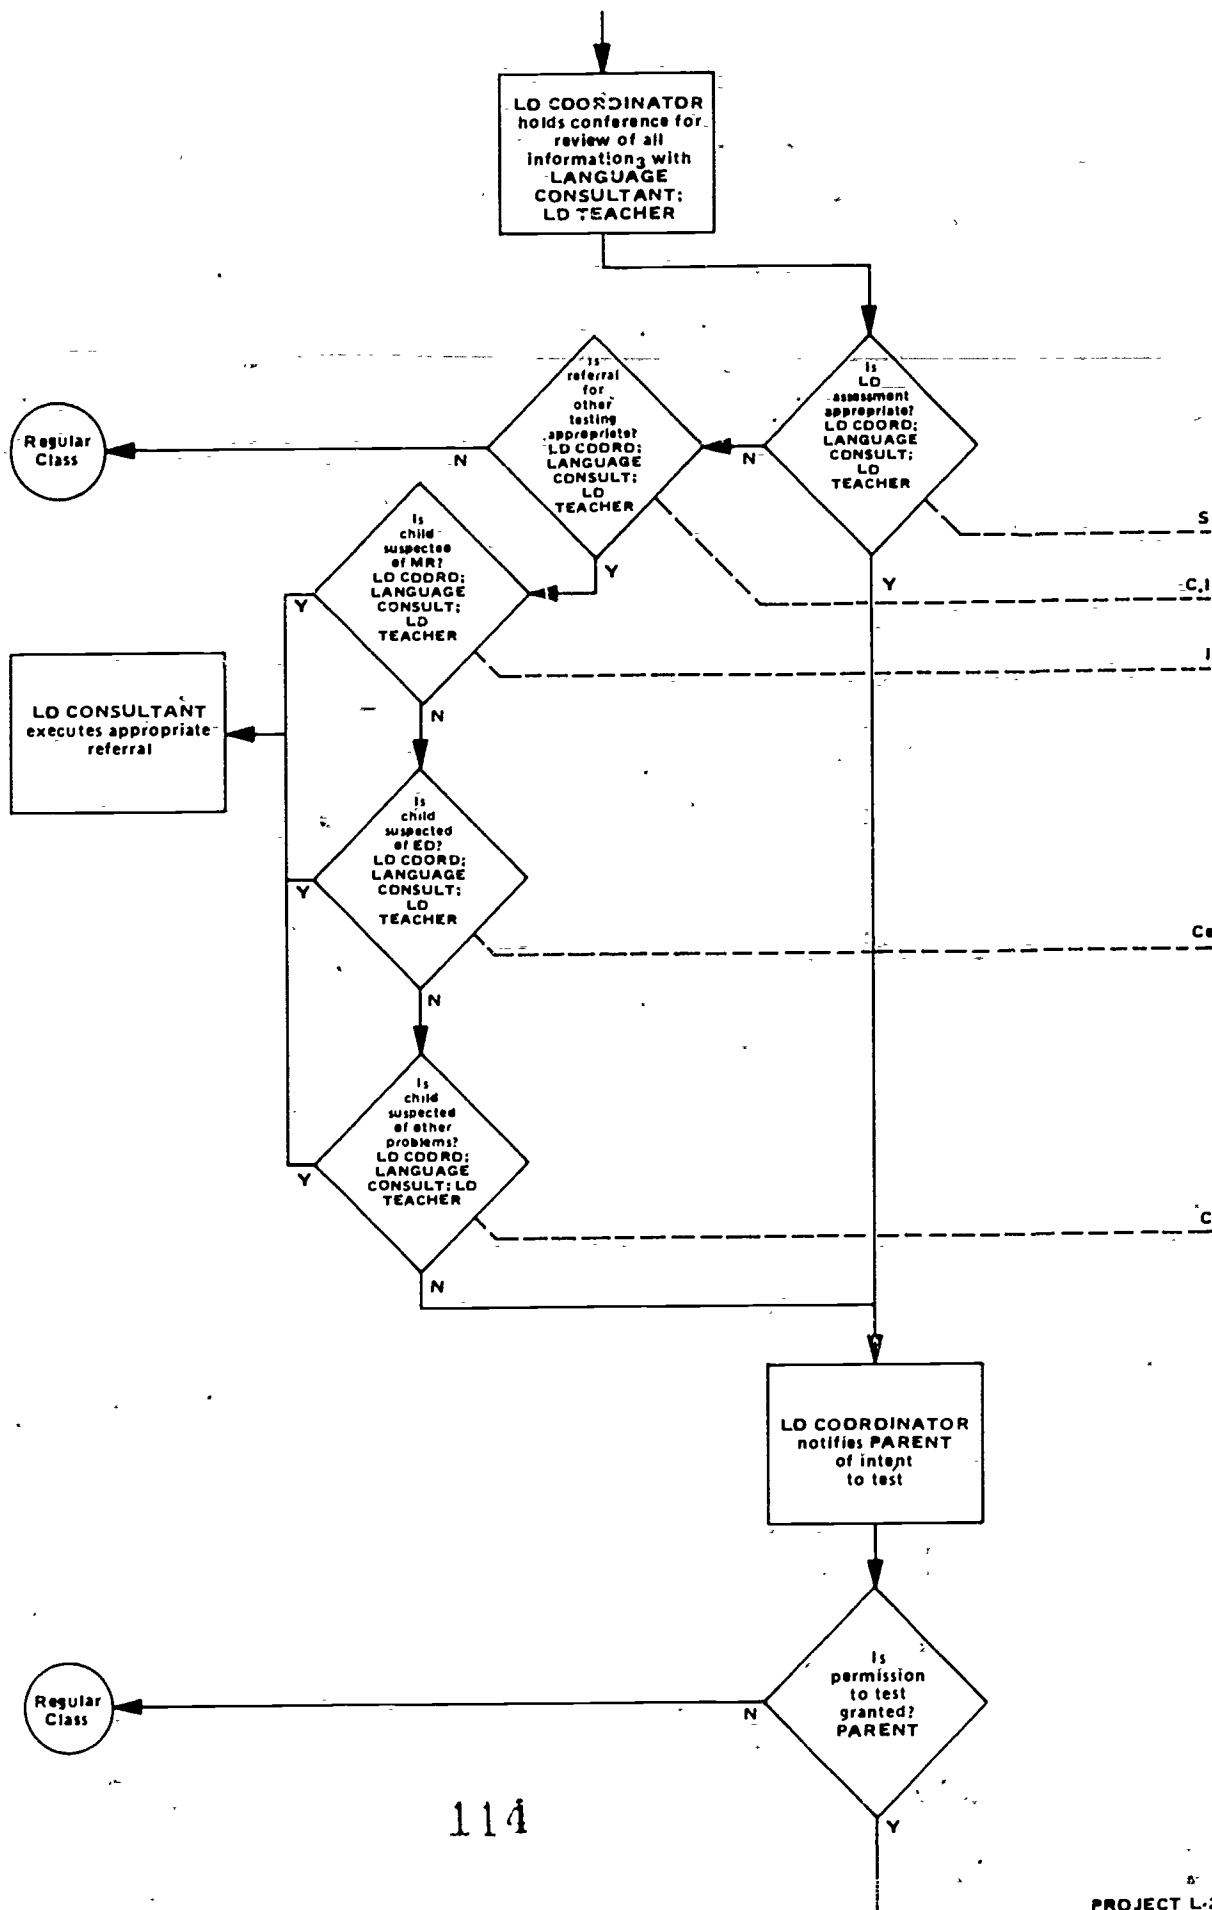 LD COORDINATOR
holds conference for
review of all
information3 with
LANGUAGE
CONSULTANT;
LD TEACHER
Is
LD
assessment
appropriate?
LD COORD;
LANGUAGE
CONSULT;
LD
TEACHER
N
Y
S
Is
referral
for
other
testing
appropriate?
LD COORD;
LANGUAGE
CONSULT;
LD
TEACHER
N
Y
C,I
Regular
Class
Is
child
suspected
of MR?
LD COORD;
LANGUAGE
CONSULT;
LD
TEACHER
Y
N
I
LD CONSULTANT
executes appropriate
referral
Is
child
suspected
of ED?
LD COORD;
LANGUAGE
CONSULT;
LD
TEACHER
Y
N
Is
child
suspected
of other
problems?
LD COORD;
LANGUAGE
CONSULT; LD
TEACHER
Y
N
C
LD COORDINATOR
notifies PARENT
of intent
to test
Is
permission
to test
granted?
PARENT
N
Y
Regular
Class
114
PROJECT L-